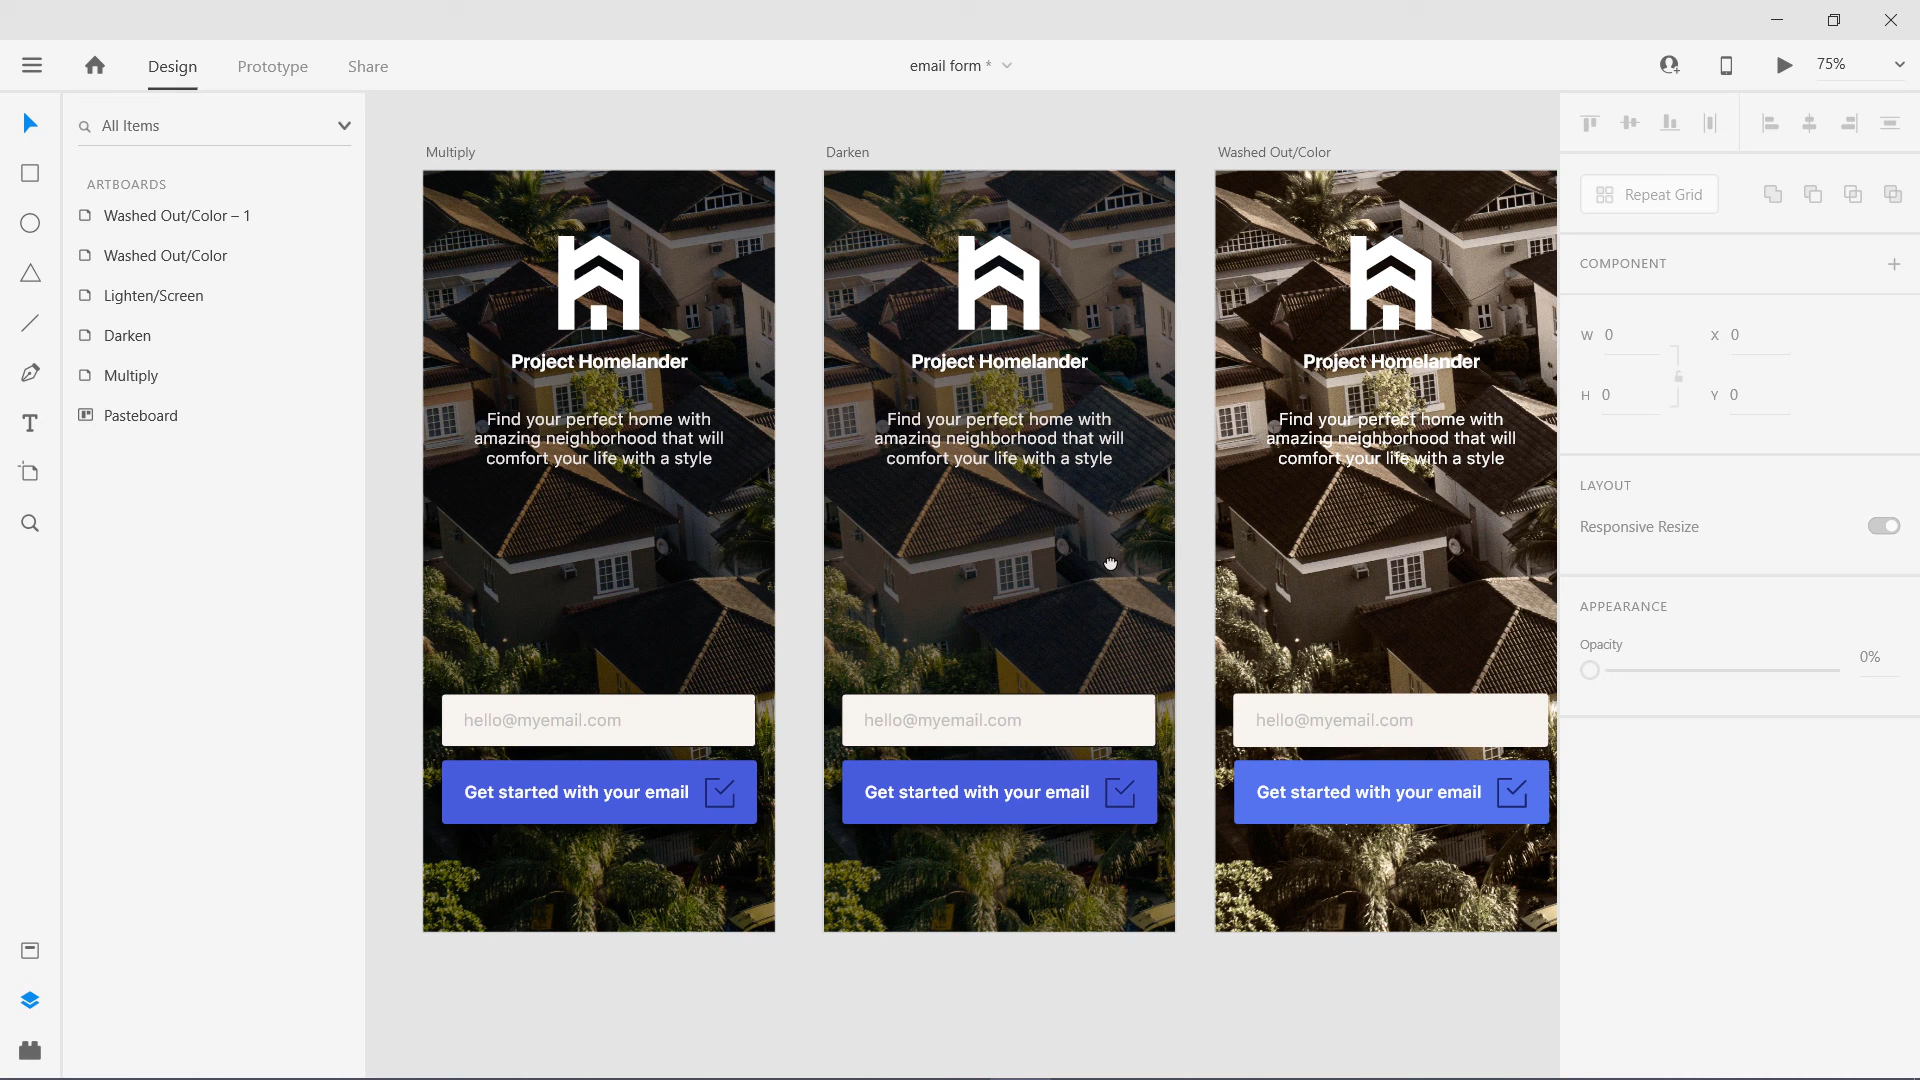 Design
Prototype
Share
email form *
75%
All Items
ARTBOARDS
Washed Out/Color – 1
Washed Out/Color
Lighten/Screen
Darken
Multiply
Pasteboard
Multiply
Project Homelander
Find your perfect home with
amazing neighborhood that will
comfort your life with a style
hello@myemail.com
Get started with your email
Darken
Project Homelander
Find your perfect home with
amazing neighborhood that will
comfort your life with a style
hello@myemail.com
Get started with your email
Washed Out/Color
Project Homelander
Find your perfect home with
amazing neighborhood that will
comfort your life with a style
hello@myemail.com
Get started with your email
Repeat Grid
COMPONENT
W 0 X 0
H 0 Y 0
LAYOUT
Responsive Resize
APPEARANCE
Opacity
0%